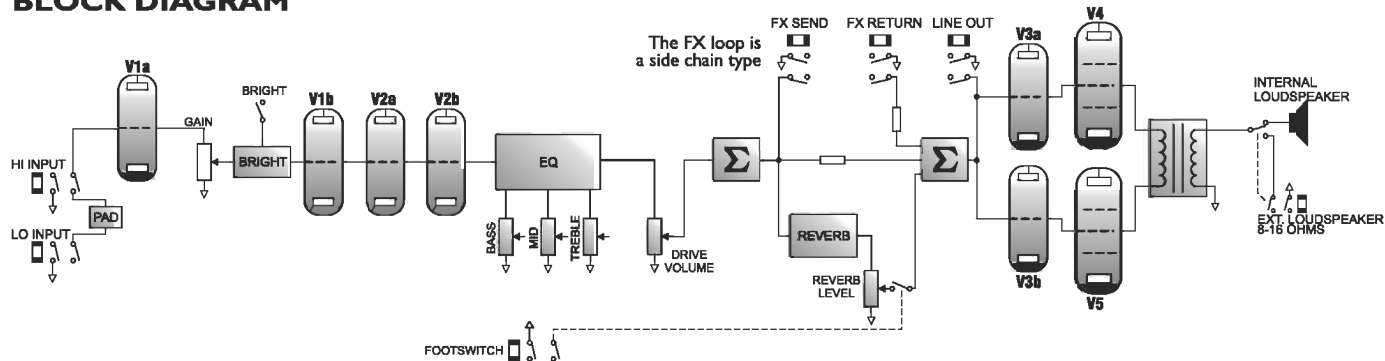 BLOCK DIAGRAM
FX SEND
FX RETURN
LINE OUT
The FX loop is
a side chain type
V1a
BRIGHT
GAIN
BRIGHT
V1b
V2a
V2b
HI INPUT
PAD
LO INPUT
EQ
BASS
MID
TREBLE
DRIVE
VOLUME
Σ
Σ
REVERB
REVERB
LEVEL
FOOTSWITCH
V3a
V4
V3b
V5
INTERNAL
LOUDSPEAKER
EXT. LOUDSPEAKER
8-16 OHMS